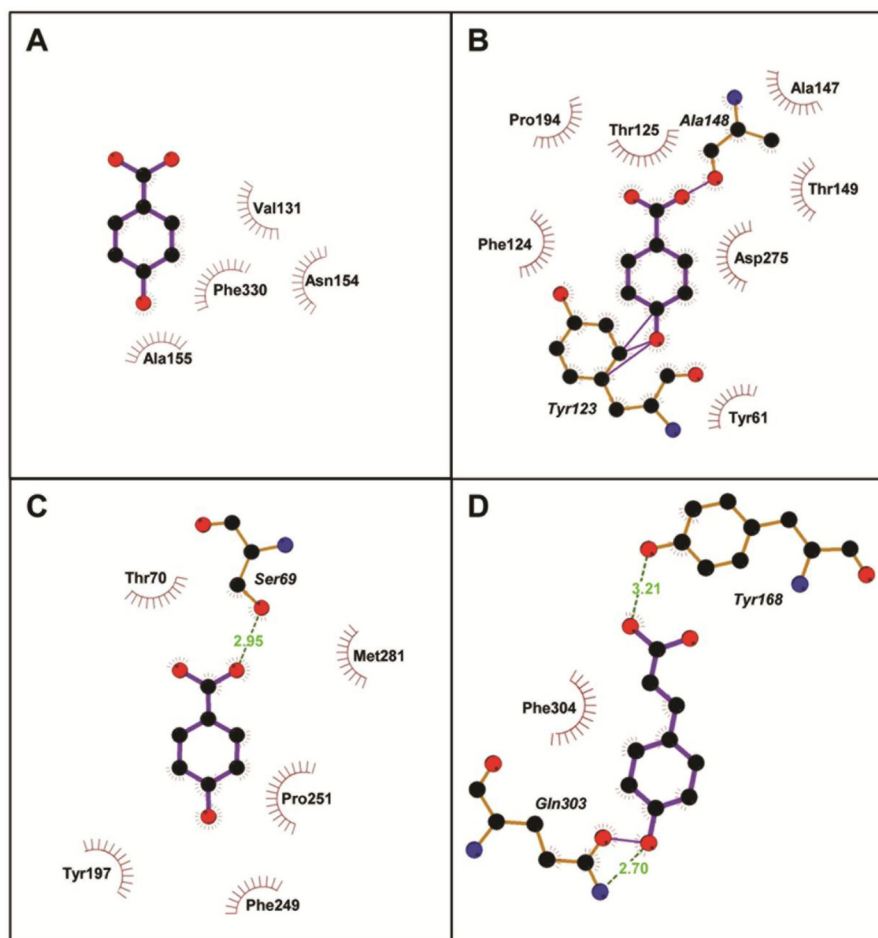 A
Val131
Phe330
Asn154
Ala155
B
Ala147
Pro194
Thr125
Ala148
Thr149
Phe124
Asp275
Tyr123
Tyr61
C
Thr70
Ser69
2.95
Met281
Pro251
Tyr197
Phe249
D
3.21
Tyr168
Phe304
Gln303
2.70